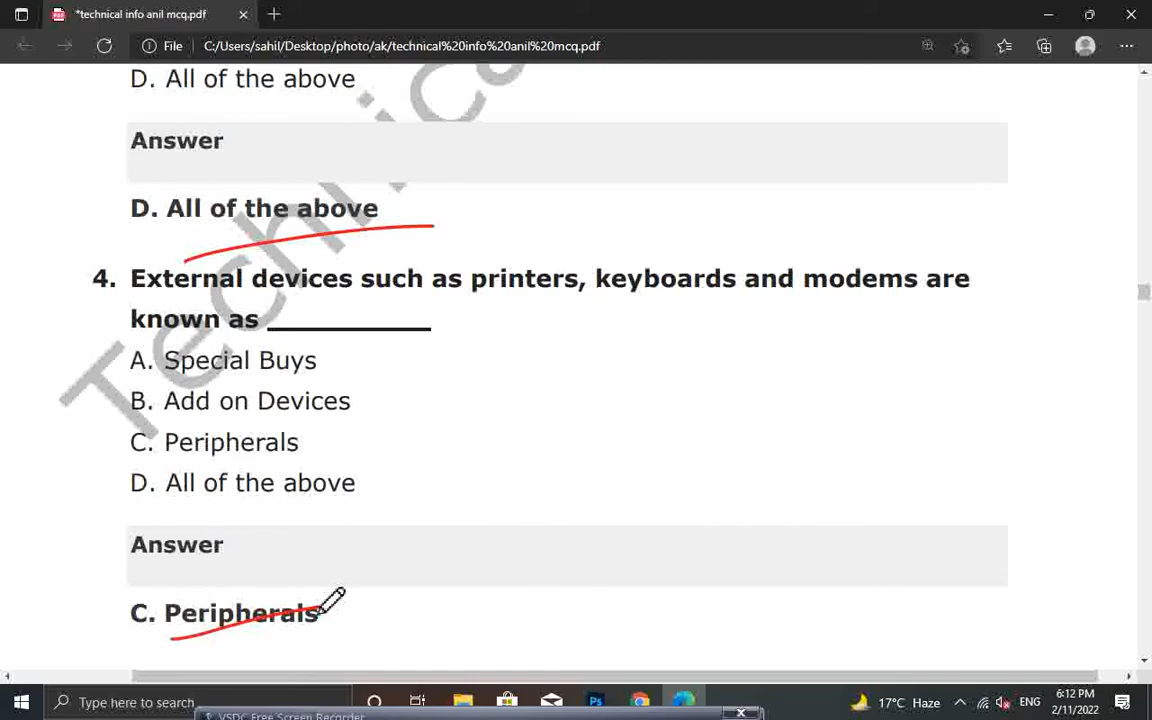 *technical info anil mcq.pdf
File C:/Users/sahil/Desktop/photo/ak/technical%20info%20anil%20mcq.pdf
D. All of the above
Answer
D. All of the above
4. External devices such as printers, keyboards and modems are
known as ____________
A. Special Buys
B. Add on Devices
C. Peripherals
D. All of the above
Answer
C. Peripherals
Technica
Type here to search
17°C Haze
ENG
6:12 PM
2/11/2022
VSDC Free Screen Recorder